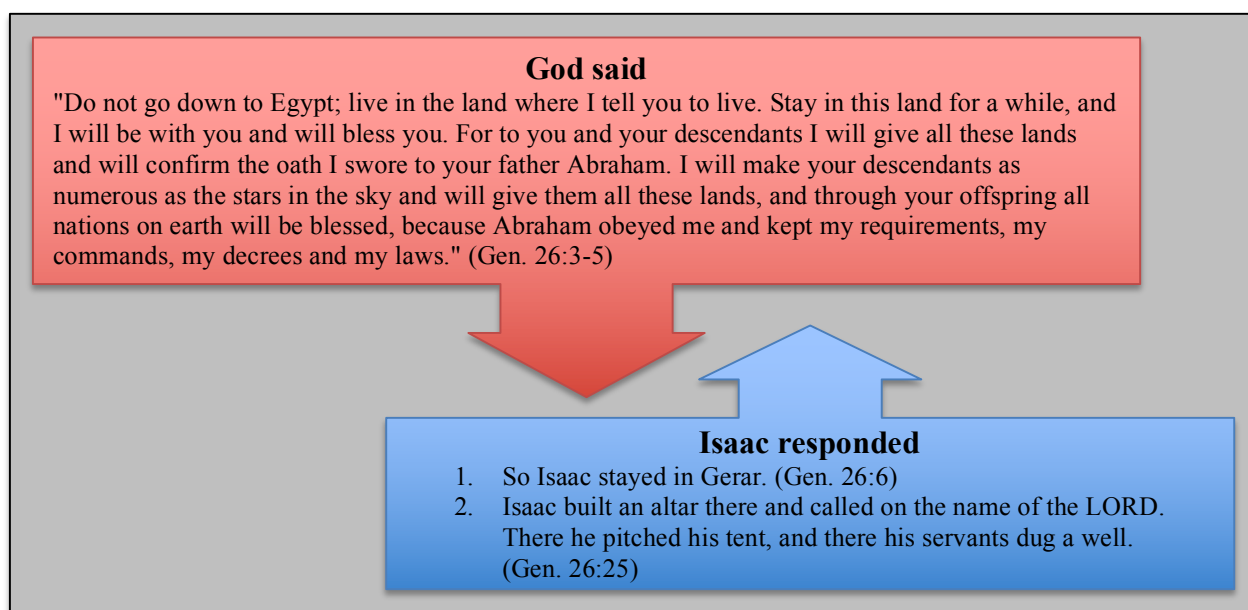 God said
"Do not go down to Egypt; live in the land where I tell you to live. Stay in this land for a while, and
I will be with you and will bless you. For to you and your descendants I will give all these lands
and will confirm the oath I swore to your father Abraham. I will make your descendants as
numerous as the stars in the sky and will give them all these lands, and through your offspring all
nations on earth will be blessed, because Abraham obeyed me and kept my requirements, my
commands, my decrees and my laws." (Gen. 26:3-5)
Isaac responded
1. So Isaac stayed in Gerar. (Gen. 26:6)
2. Isaac built an altar there and called on the name of the LORD.
There he pitched his tent, and there his servants dug a well.
(Gen. 26:25)